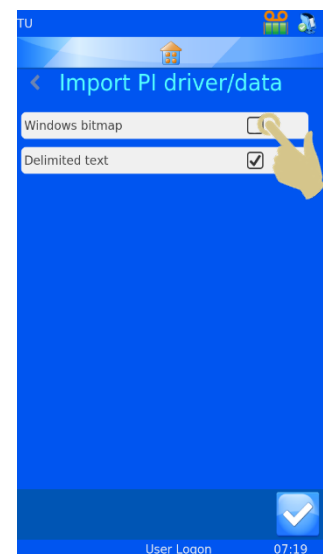 TU
Import PI driver/data
Windows bitmap
Delimited text
User Logon 07:19